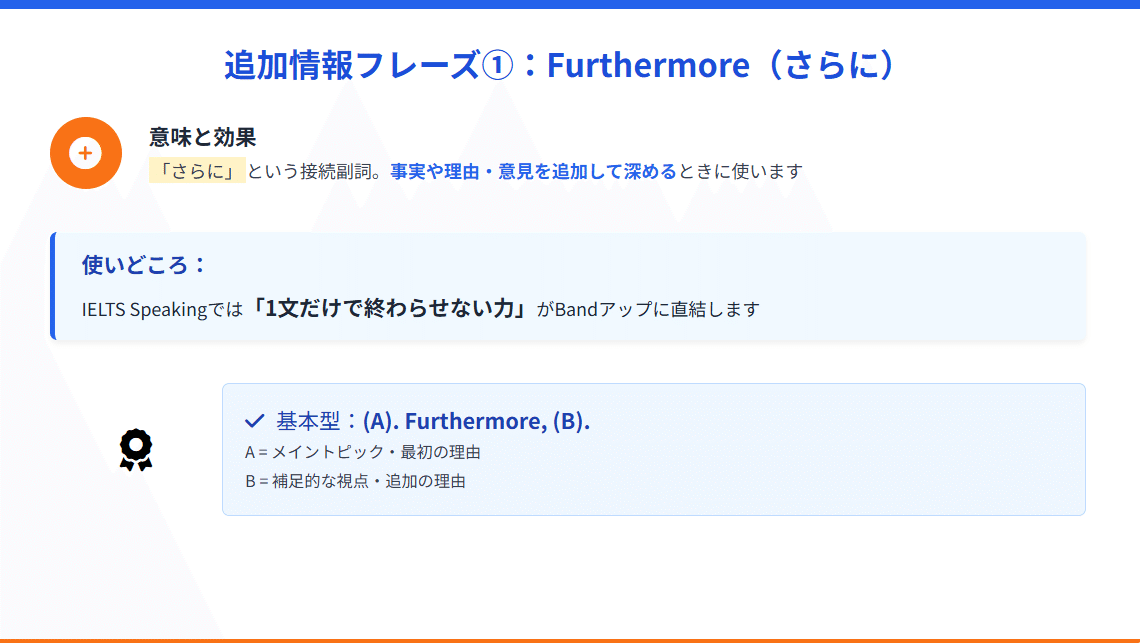 追加情報フレーズ①：Furthermore（さらに）
意味と効果
「さらに」という接続副詞。事実や理由・意見を追加して深めるときに使います
使いどころ：
IELTS Speakingでは「1文だけで終わらせない力」がBandアップに直結します
基本型：(A). Furthermore, (B).
A = メイントピック・最初の理由
B = 補足的な視点・追加の理由